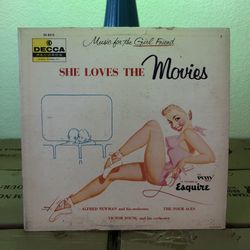 DECCA
RECORDS
Music for the Girl Friend
SHE LOVES THE Movies
Esquire
ALFRED NEWMAN and his orchestra
THE FOUR ACES
VICTOR YOUNG and his orchestra